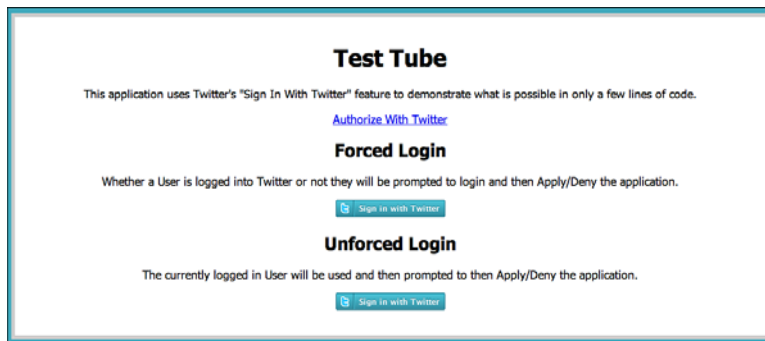 Test Tube
This application uses Twitter's "Sign In With Twitter" feature to demonstrate what is possible in only a few lines of code.
Authorize With Twitter
Forced Login
Whether a User is logged into Twitter or not they will be prompted to login and then Apply/Deny the application.
Sign in with Twitter
Unforced Login
The currently logged in User will be used and then prompted to then Apply/Deny the application.
Sign in with Twitter